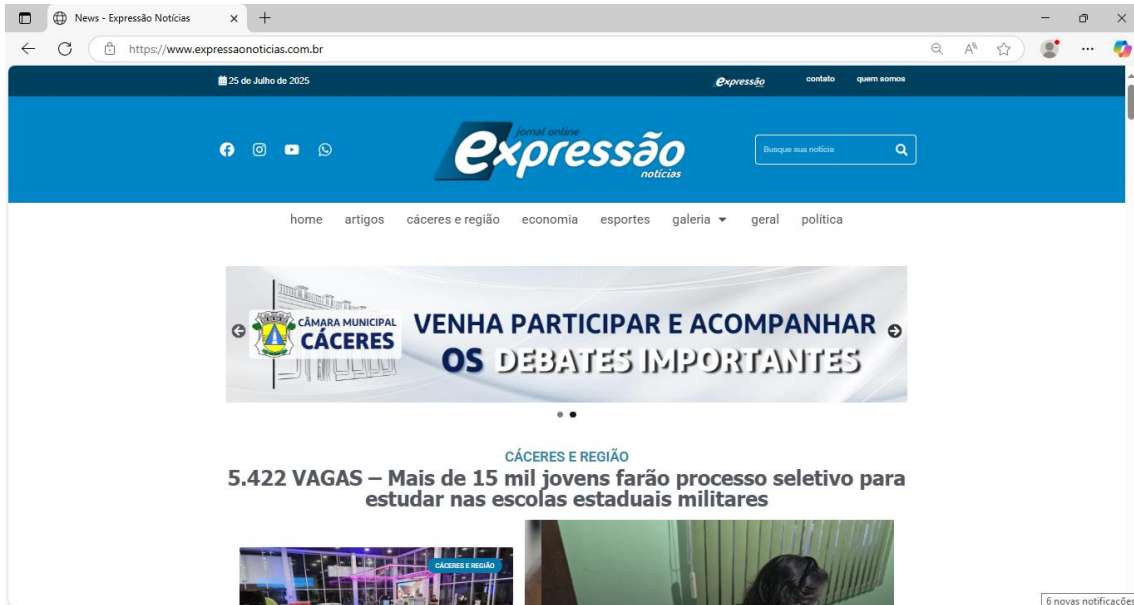 News - Expressão Notícias
https://www.expressaonoticias.com.br
25 de Julho de 2025
expressão
contato
quem somos
jornal online
expressão
notícias
Busque sua notícia
home
artigos
cáceres e região
economia
esportes
galeria
geral
política
CÂMARA MUNICIPAL
CÁCERES
VENHA PARTICIPAR E ACOMPANHAR
OS DEBATES IMPORTANTES
CÁCERES E REGIÃO
5.422 VAGAS – Mais de 15 mil jovens farão processo seletivo para
estudar nas escolas estaduais militares
CÁCERES E REGIÃO
6 novas notificações